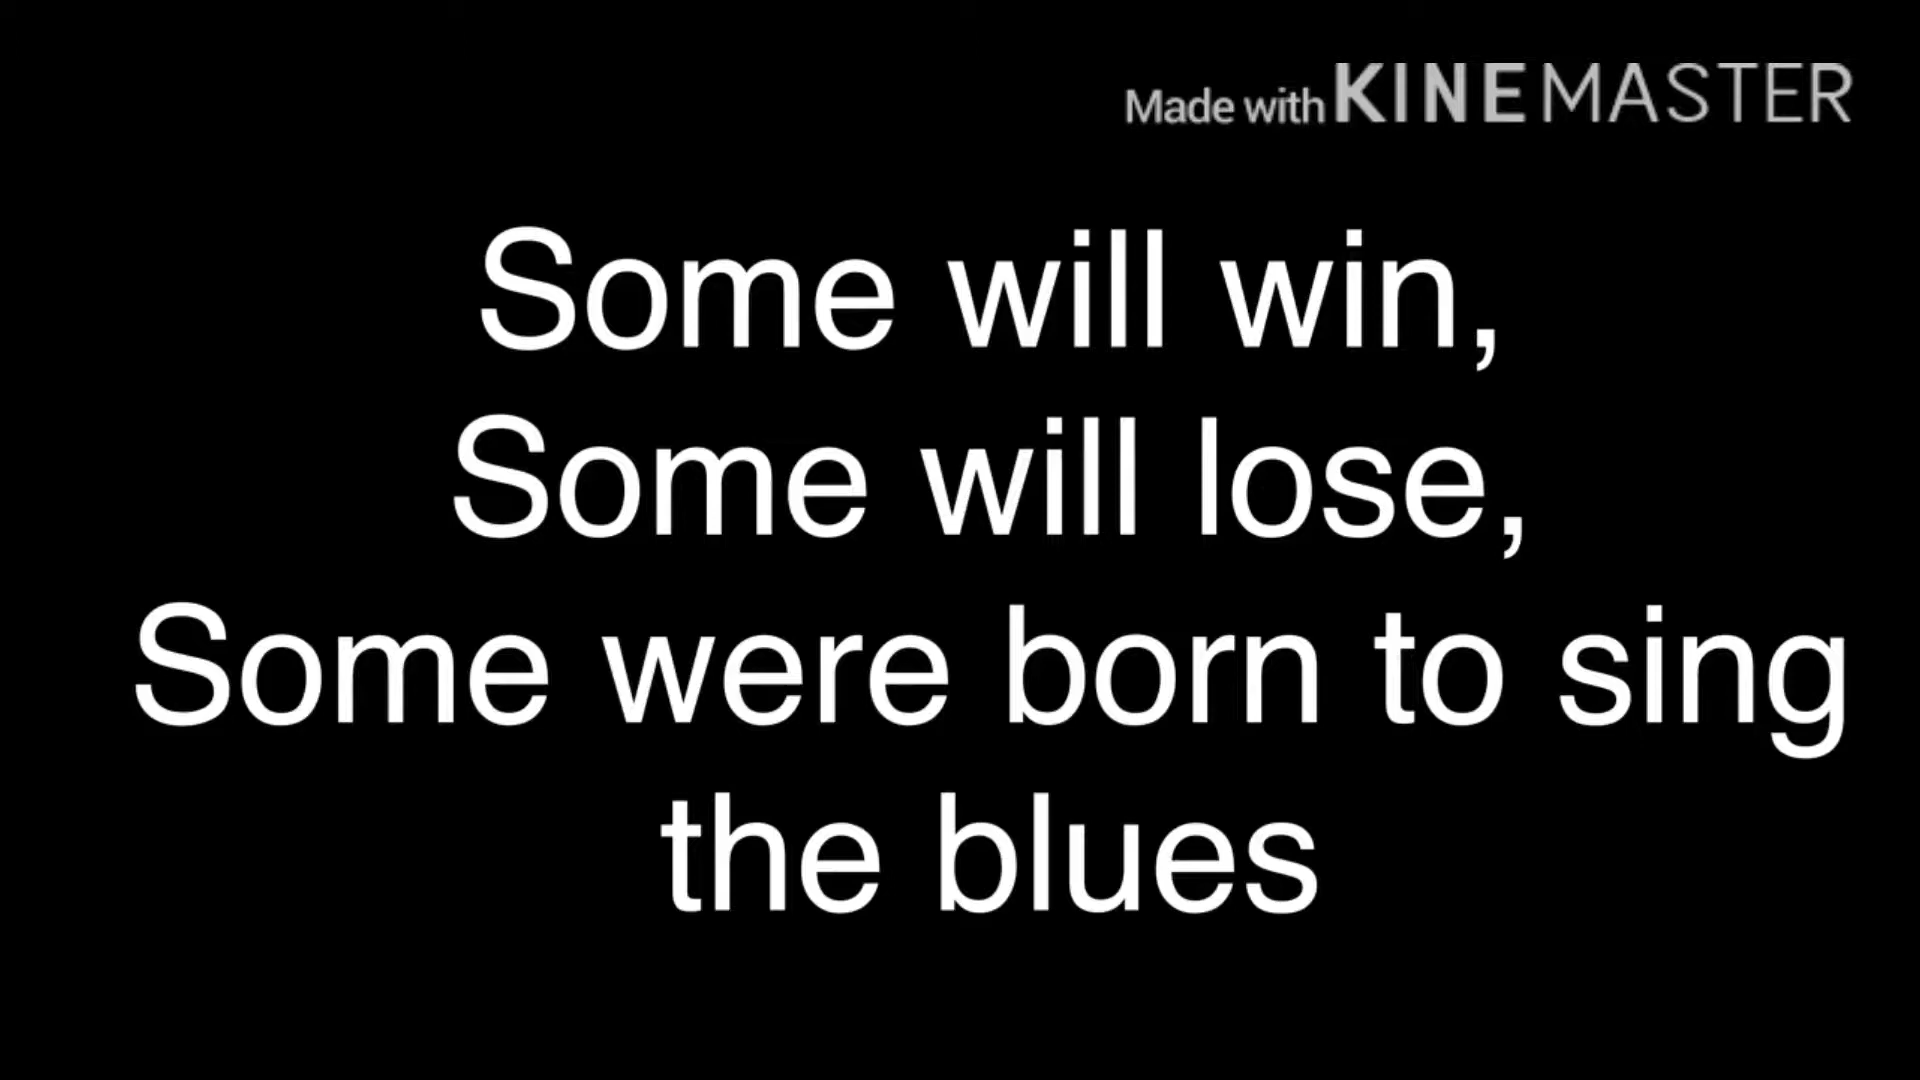 Made with KINEMASTER
Some will win,
Some will lose,
Some were born to sing
the blues